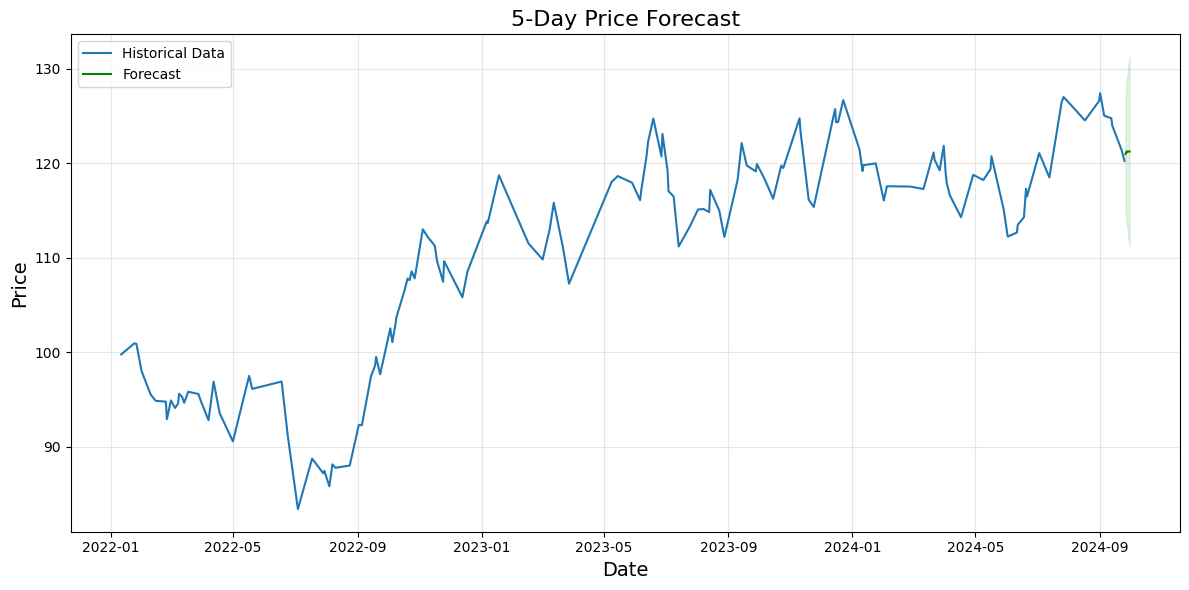 5-Day Price Forecast
Historical Data
Forecast
Price
130
120
110
100
90
2022-01
2022-05
2022-09
2023-01
2023-05
2023-09
2024-01
2024-05
2024-09
Date